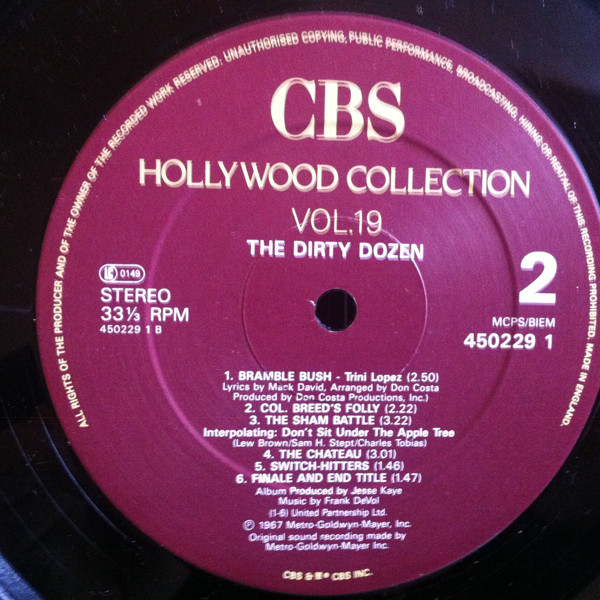 ALL RIGHTS OF THE PRODUCER AND OF THE OWNER OF THE RECORDED WORK RESERVED: UNAUTHORISED COPYING, PUBLIC PERFORMANCE, BROADCASTING, HIRING OR RENTAL OF THIS RECORDING PROHIBITED. MADE IN ENGLAND.
CBS
HOLLYWOOD COLLECTION
VOL.19
THE DIRTY DOZEN
LC 0149
STEREO
33⅓ RPM
450229 1 B
2
MCPS/BIEM
450229 1
1. BRAMBLE BUSH - Trini Lopez (2.50)
Lyrics by Mack David, Arranged by Don Costa
Produced by Don Costa Productions, Inc.)
2. COL. BREED'S FOLLY (2.22)
3. THE SHAM BATTLE (3.22)
Interpolating: Don't Sit Under The Apple Tree
(Lew Brown/Sam H. Stept/Charles Tobias)
4. THE CHATEAU (3.01)
5. SWITCH-HITTERS (1.46)
6. FINALE AND END TITLE (1.47)
Album Produced by Jesse Kaye
Music by Frank DeVol
(1-6) United Partnership Ltd.
℗ 1967 Metro-Goldwyn-Mayer, Inc.
Original sound recording made by
Metro-Goldwyn-Mayer Inc.
CBS & ® CBS INC.